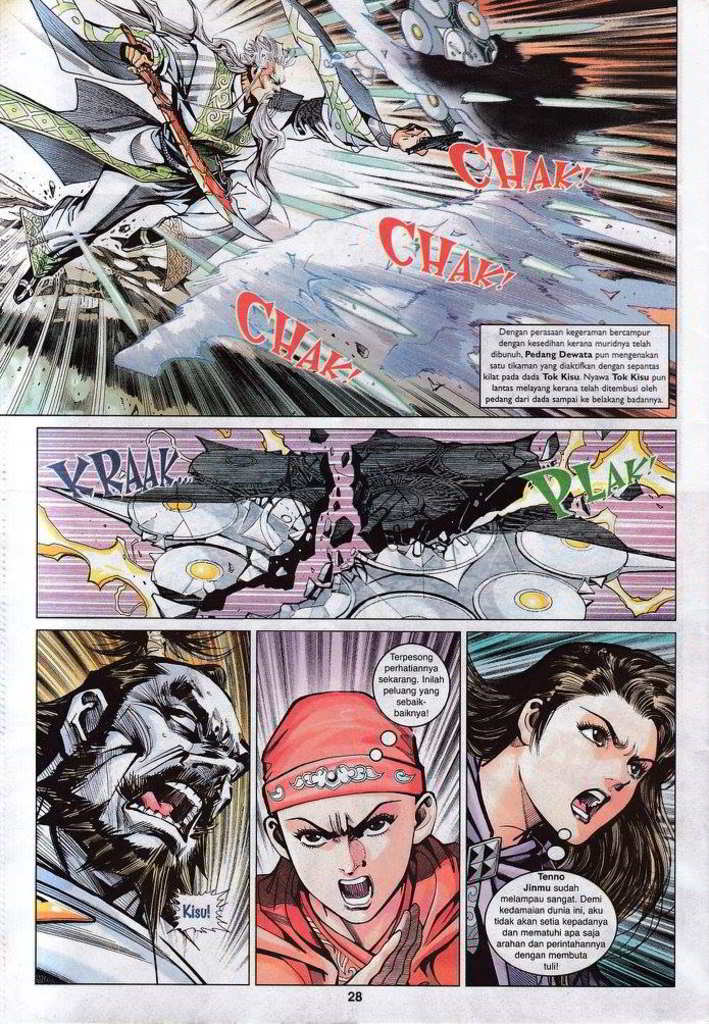 CHAK!
CHAK!
CHAK!
Dengan perasaan kegeraman bercampur
dengan kesedihan kerana muridnya telah
dibunuh, Pedang Dewata pun mengenakan
satu tikaman yang diaktifkan dengan sepantas
kilat pada dada Tok Kisu. Nyawa Tok Kisu pun
lantas melayang kerana telah ditembusi oleh
pedang dari dada sampai ke belakang badannya.
KRAAK...
PLAK!
Kisu!
Terpesong
perhatiannya
sekarang. Inilah
peluang yang
sebaik-
baiknya!
Tenno
Jinmu sudah
melampau sangat. Demi
kedamaian dunia ini, aku
tidak akan setia kepadanya
dan mematuhi apa saja
arahan dan perintahannya
dengan membuta
tuli!
28